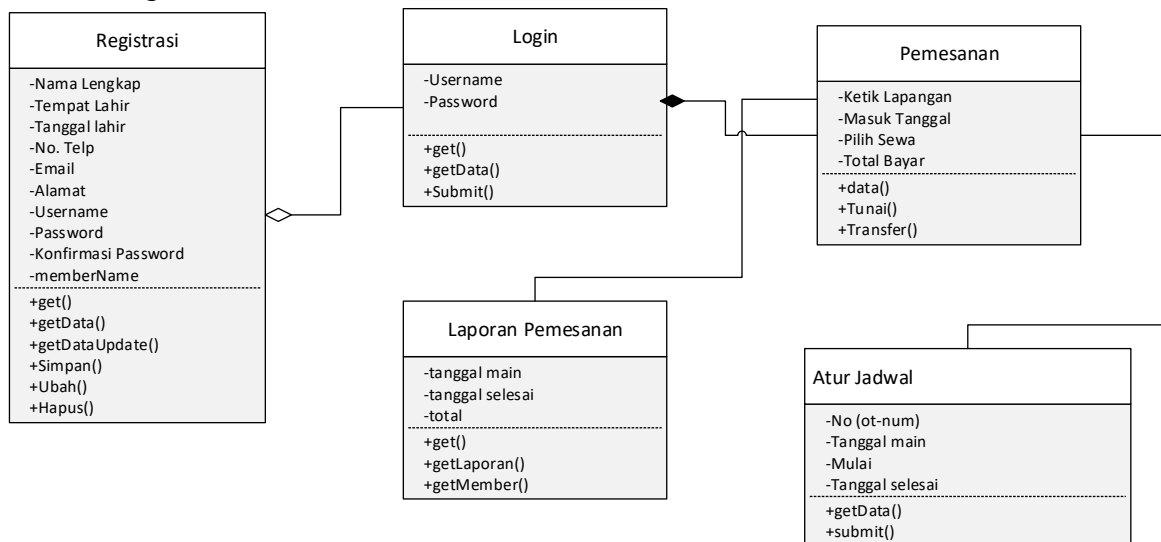 Registrasi
-Nama Lengkap
-Tempat Lahir
-Tanggal lahir
-No. Telp
-Email
-Alamat
-Username
-Password
-Konfirmasi Password
-memberName
+get()
+getData()
+getDataUpdate()
+Simpan()
+Ubah()
+Hapus()
Login
-Username
-Password
+get()
+getData()
+Submit()
Pemesanan
-Ketik Lapangan
-Masuk Tanggal
-Pilih Sewa
-Total Bayar
+data()
+Tunai()
+Transfer()
Laporan Pemesanan
-tanggal main
-tanggal selesai
-total
+get()
+getLaporan()
+getMember()
Atur Jadwal
-No (ot-num)
-Tanggal main
-Mulai
-Tanggal selesai
+getData()
+submit()